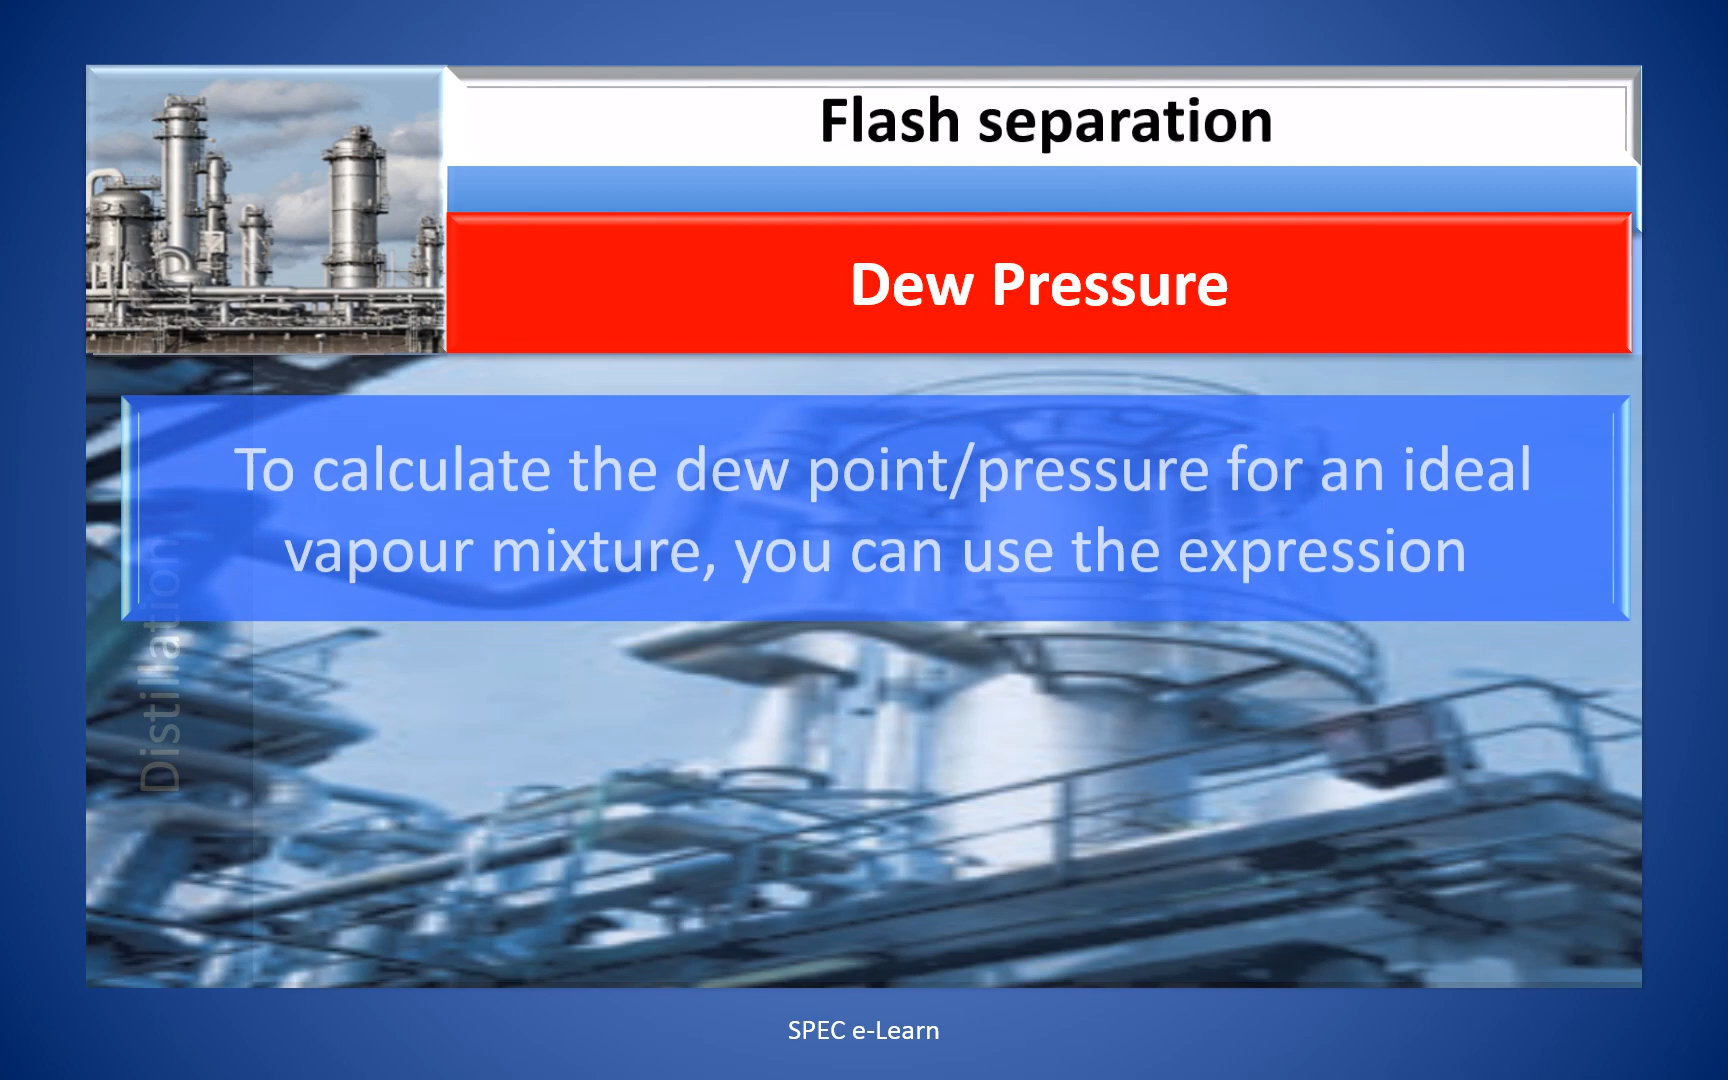 Flash separation
Dew Pressure
To calculate the dew point/pressure for an ideal
vapour mixture, you can use the expression
Distillation
SPEC e-Learn